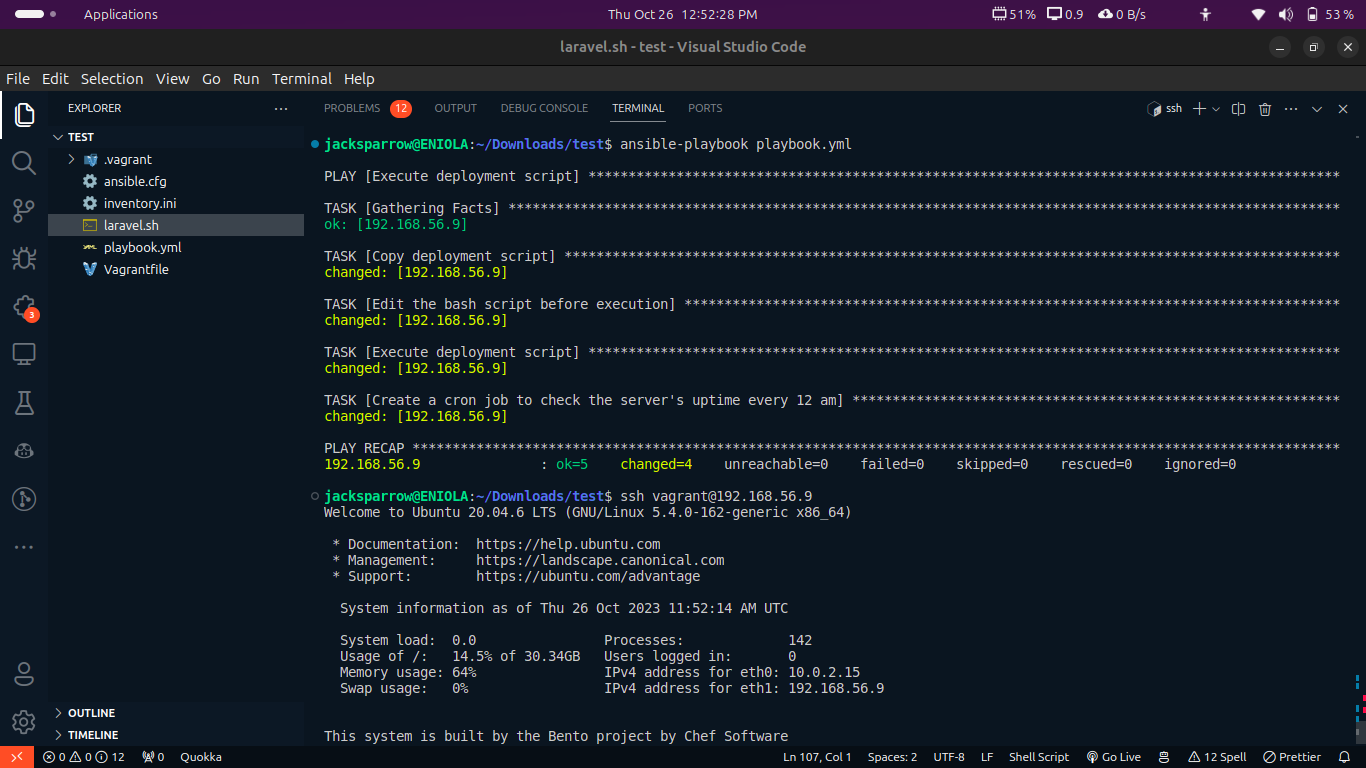 Applications
Thu Oct 26 12:52:28 PM
51% 0.9 0 B/s 53 %
laravel.sh - test - Visual Studio Code
File Edit Selection View Go Run Terminal Help
EXPLORER
TEST
.vagrant
ansible.cfg
inventory.ini
laravel.sh
playbook.yml
Vagrantfile
3
OUTLINE
TIMELINE
PROBLEMS 12 OUTPUT DEBUG CONSOLE TERMINAL PORTS
ssh
jacksparrow@ENIOLA:~/Downloads/test$ ansible-playbook playbook.yml
PLAY [Execute deployment script] **********************************************************************************************
TASK [Gathering Facts] ********************************************************************************************************
ok: [192.168.56.9]
TASK [Copy deployment script] *************************************************************************************************
changed: [192.168.56.9]
TASK [Edit the bash script before execution] **********************************************************************************
changed: [192.168.56.9]
TASK [Execute deployment script] **********************************************************************************************
changed: [192.168.56.9]
TASK [Create a cron job to check the server's uptime every 12 am] *************************************************************
changed: [192.168.56.9]
PLAY RECAP ********************************************************************************************************************
192.168.56.9 : ok=5 changed=4 unreachable=0 failed=0 skipped=0 rescued=0 ignored=0
jacksparrow@ENIOLA:~/Downloads/test$ ssh vagrant@192.168.56.9
Welcome to Ubuntu 20.04.6 LTS (GNU/Linux 5.4.0-162-generic x86_64)
* Documentation: https://help.ubuntu.com
* Management: https://landscape.canonical.com
* Support: https://ubuntu.com/advantage
System information as of Thu 26 Oct 2023 11:52:14 AM UTC
System load: 0.0 Processes: 142
Usage of /: 14.5% of 30.34GB Users logged in: 0
Memory usage: 64% IPv4 address for eth0: 10.0.2.15
Swap usage: 0% IPv4 address for eth1: 192.168.56.9
This system is built by the Bento project by Chef Software
0 0 12 0 Quokka Ln 107, Col 1 Spaces: 2 UTF-8 LF Shell Script Go Live 12 Spell Prettier